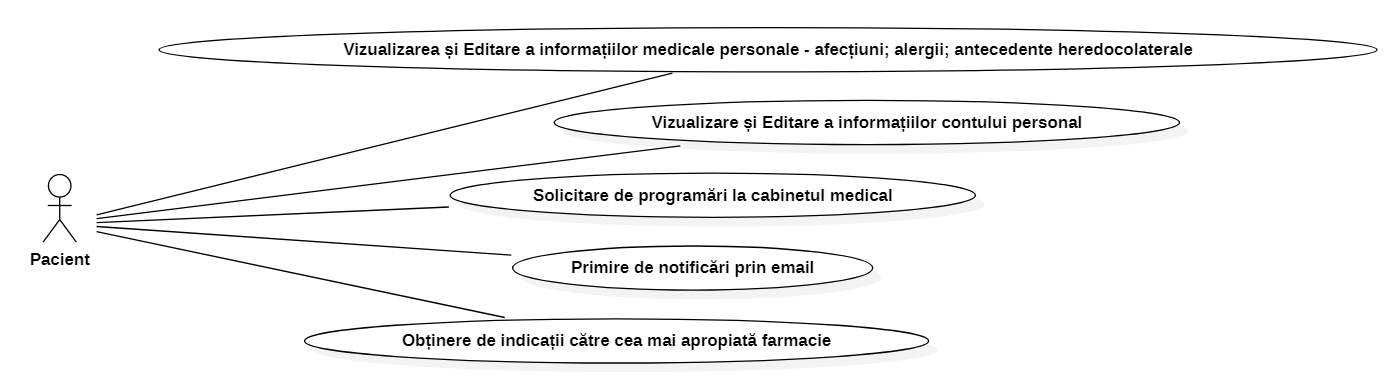 Vizualizarea și Editare a informațiilor medicale personale - afecțiuni; alergii; antecedente heredocolaterale
Vizualizare și Editare a informațiilor contului personal
Solicitare de programări la cabinetul medical
Pacient
Primire de notificări prin email
Obținere de indicații către cea mai apropiată farmacie